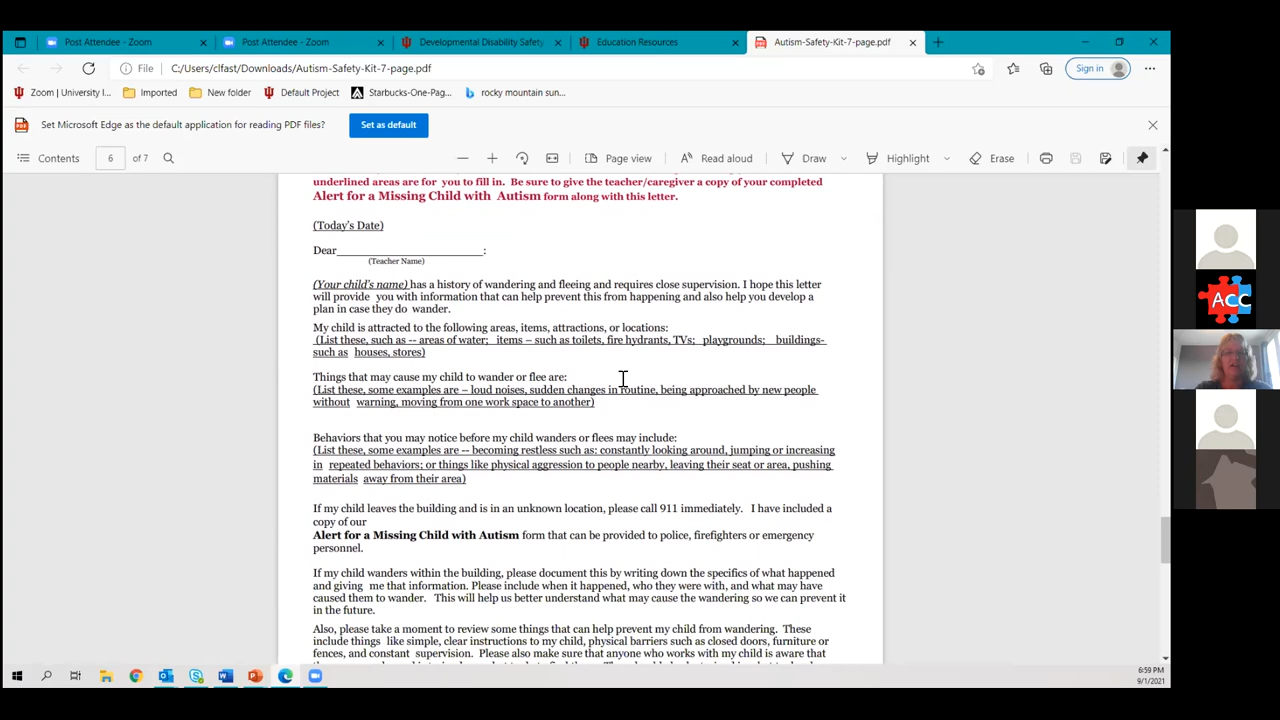 Post Attendee - Zoom
Post Attendee - Zoom
Developmental Disability Safety
Education Resources
Autism-Safety-Kit-7-page.pdf
File C:/Users/clfast/Downloads/Autism-Safety-Kit-7-page.pdf
Sign in
Zoom | University I...
Imported
New folder
Default Project
Starbucks-One-Pag...
rocky mountain sun...
Set Microsoft Edge as the default application for reading PDF files?
Set as default
Contents
6 of 7
Page view
Read aloud
Draw
Highlight
Erase
underlined areas are for you to fill in. Be sure to give the teacher/caregiver a copy of your completed
Alert for a Missing Child with Autism form along with this letter.
(Today's Date)
Dear________________________:
(Teacher Name)
(Your child's name) has a history of wandering and fleeing and requires close supervision. I hope this letter
will provide you with information that can help prevent this from happening and also help you develop a
plan in case they do wander.
My child is attracted to the following areas, items, attractions, or locations:
(List these, such as -- areas of water; items – such as toilets, fire hydrants, TVs; playgrounds; buildings-
such as houses, stores)
Things that may cause my child to wander or flee are:
(List these, some examples are – loud noises, sudden changes in routine, being approached by new people
without warning, moving from one work space to another)
Behaviors that you may notice before my child wanders or flees may include:
(List these, some examples are -- becoming restless such as: constantly looking around, jumping or increasing
in repeated behaviors; or things like physical aggression to people nearby, leaving their seat or area, pushing
materials away from their area)
If my child leaves the building and is in an unknown location, please call 911 immediately. I have included a
copy of our
Alert for a Missing Child with Autism form that can be provided to police, firefighters or emergency
personnel.
If my child wanders within the building, please document this by writing down the specifics of what happened
and giving me that information. Please include when it happened, who they were with, and what may have
caused them to wander. This will help us better understand what may cause the wandering so we can prevent it
in the future.
Also, please take a moment to review some things that can help prevent my child from wandering. These
include things like simple, clear instructions to my child, physical barriers such as closed doors, furniture or
fences, and constant supervision. Please also make sure that anyone who works with my child is aware that
ACC
6:59 PM
9/1/2021